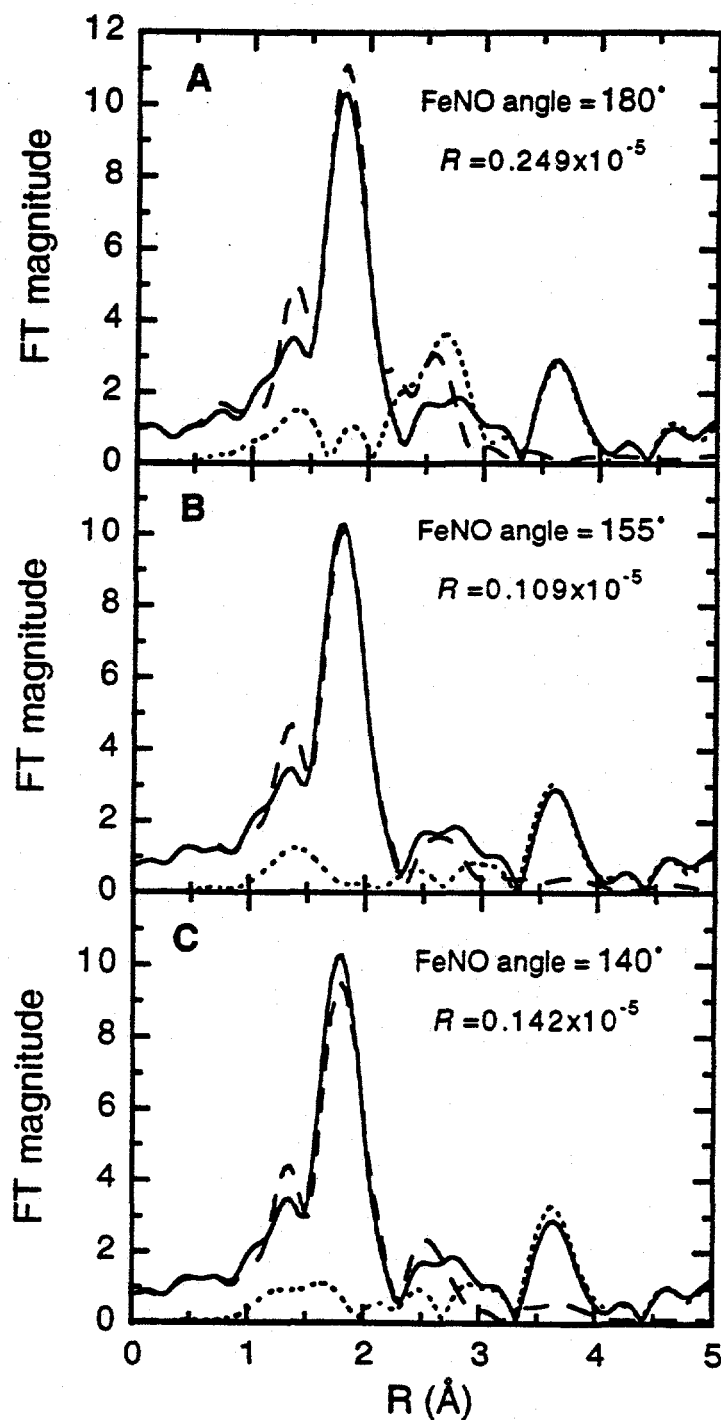 12
10
8
6
4
2
0
FT magnitude
A
FeNO angle = 180°
R =0.249x10⁻⁵
10
8
6
4
2
0
FT magnitude
B
FeNO angle = 155°
R =0.109x10⁻⁵
10
8
6
4
2
0
FT magnitude
C
FeNO angle = 140°
R =0.142x10⁻⁵
0 1 2 3 4 5
R (Å)